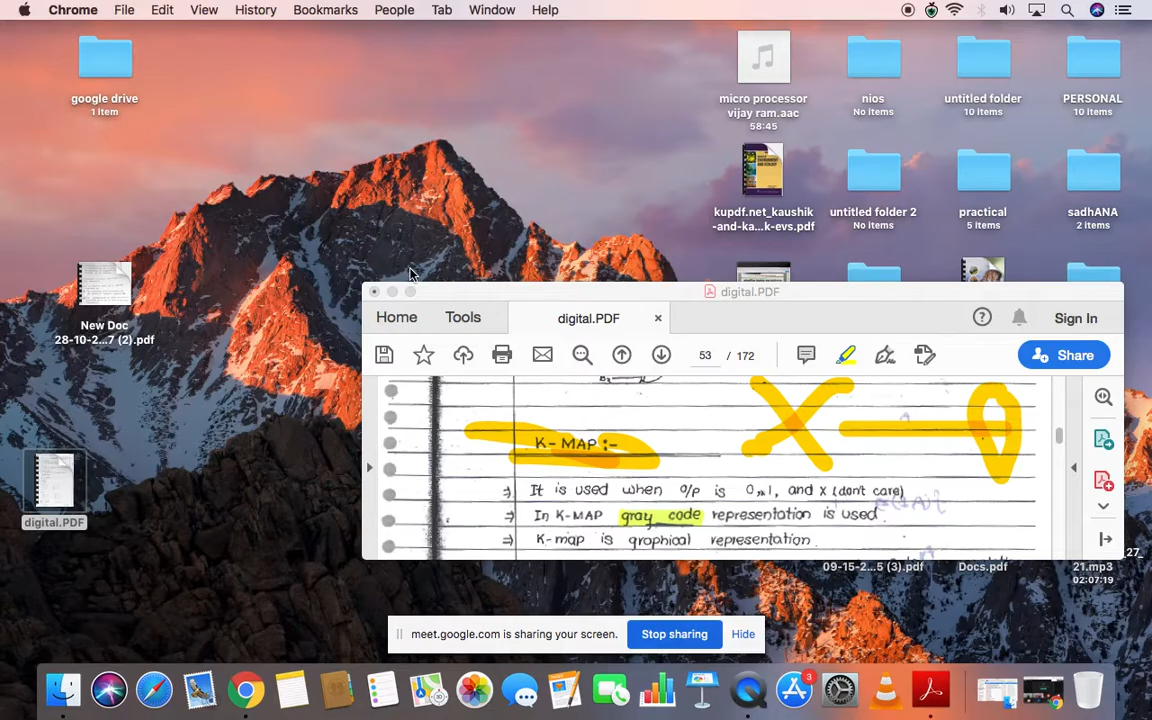 Chrome File Edit View History Bookmarks People Tab Window Help
google drive
1 item
micro processor
vijay ram.aac
58:45
nios
No items
untitled folder
10 items
PERSONAL
10 items
kupdf.net_kaushik
-and-ka...k-evs.pdf
untitled folder 2
No items
practical
5 items
sadhANA
2 items
New Doc
28-10-2...7 (2).pdf
digital.PDF
digital.PDF
Home Tools digital.PDF × Sign In
53 / 172 Share
K-MAP :-
⇒ It is used when o/p is 0,1, and x (don't care)
⇒ In K-MAP gray code representation is used
⇒ K-map is graphical representation.
09-15-2...5 (3).pdf
Docs.pdf
_27_
21.mp3
02:07:19
meet.google.com is sharing your screen. Stop sharing Hide
3